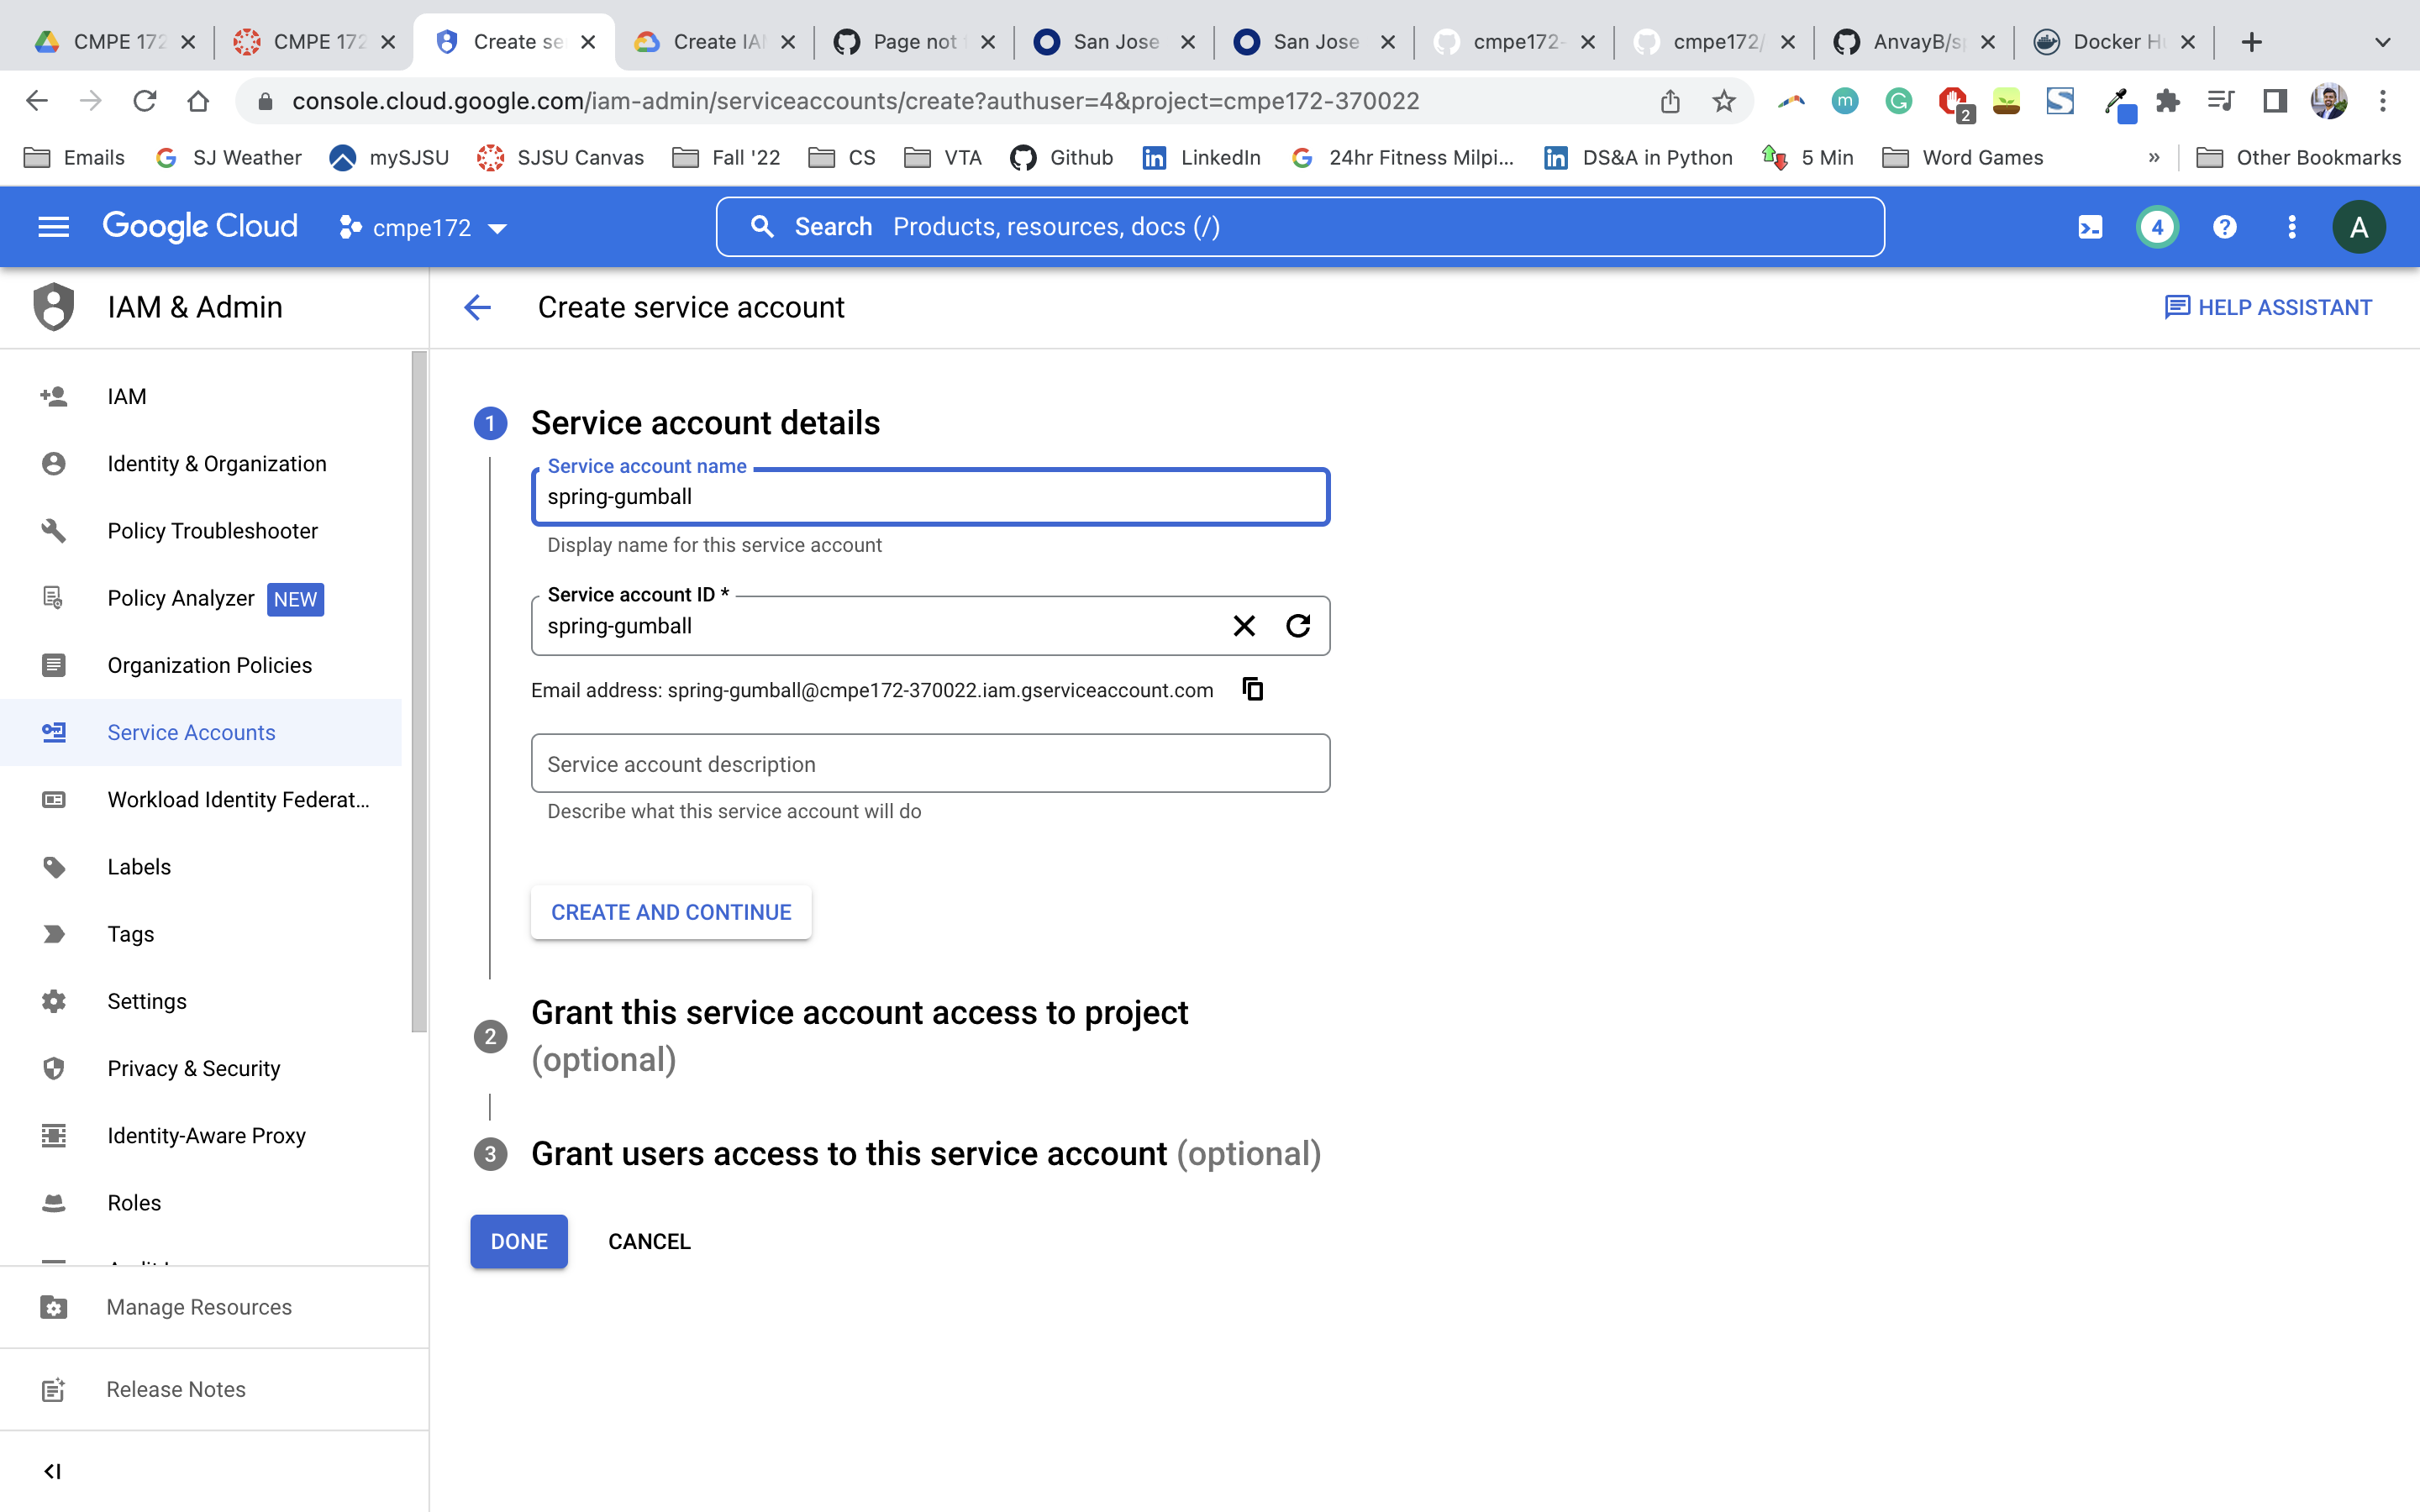 CMPE 172
CMPE 172
Create se
Create IA
Page not
San Jose
San Jose
cmpe172-
cmpe172/
AnvayB/s
Docker H
console.cloud.google.com/iam-admin/serviceaccounts/create?authuser=4&project=cmpe172-370022
2
Emails
SJ Weather
mySJSU
SJSU Canvas
Fall '22
CS
VTA
Github
LinkedIn
24hr Fitness Milpi...
DS&A in Python
5 Min
Word Games
»
Other Bookmarks
Google Cloud
cmpe172
Search Products, resources, docs (/)
4
A
IAM & Admin
Create service account
HELP ASSISTANT
IAM
Identity & Organization
Policy Troubleshooter
Policy Analyzer NEW
Organization Policies
Service Accounts
Workload Identity Federat...
Labels
Tags
Settings
Privacy & Security
Identity-Aware Proxy
Roles
Manage Resources
Release Notes
1 Service account details
Service account name
spring-gumball
Display name for this service account
Service account ID *
spring-gumball
Email address: spring-gumball@cmpe172-370022.iam.gserviceaccount.com
Service account description
Describe what this service account will do
CREATE AND CONTINUE
2 Grant this service account access to project
(optional)
3 Grant users access to this service account (optional)
DONE
CANCEL